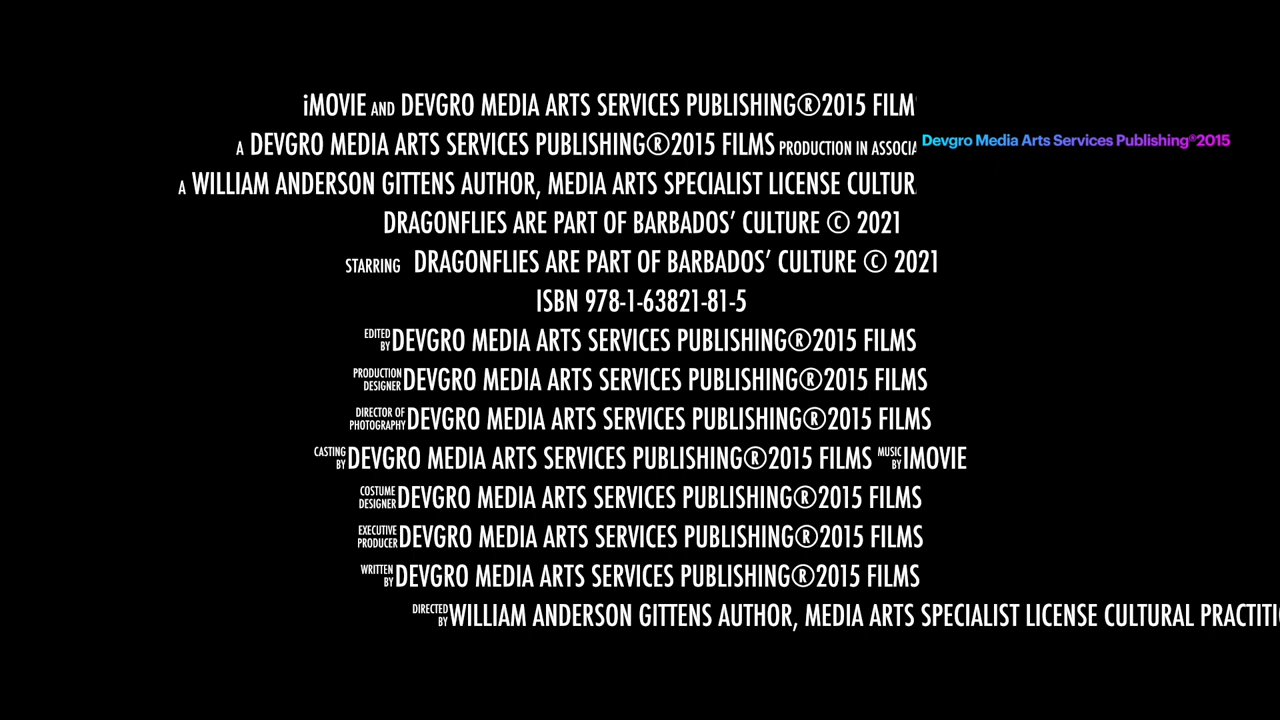 iMOVIE AND DEVGRO MEDIA ARTS SERVICES PUBLISHING®2015 FILM
A DEVGRO MEDIA ARTS SERVICES PUBLISHING®2015 FILMS PRODUCTION IN ASSOCIA
Devgro Media Arts Services Publishing®2015
A WILLIAM ANDERSON GITTENS AUTHOR, MEDIA ARTS SPECIALIST LICENSE CULTUR
DRAGONFLIES ARE PART OF BARBADOS’ CULTURE © 2021
STARRING DRAGONFLIES ARE PART OF BARBADOS’ CULTURE © 2021
ISBN 978-1-63821-81-5
EDITED BY DEVGRO MEDIA ARTS SERVICES PUBLISHING®2015 FILMS
PRODUCTION DESIGNER DEVGRO MEDIA ARTS SERVICES PUBLISHING®2015 FILMS
DIRECTOR OF PHOTOGRAPHY DEVGRO MEDIA ARTS SERVICES PUBLISHING®2015 FILMS
CASTING BY DEVGRO MEDIA ARTS SERVICES PUBLISHING®2015 FILMS MUSIC BY IMOVIE
COSTUME DESIGNER DEVGRO MEDIA ARTS SERVICES PUBLISHING®2015 FILMS
EXECUTIVE PRODUCER DEVGRO MEDIA ARTS SERVICES PUBLISHING®2015 FILMS
WRITTEN BY DEVGRO MEDIA ARTS SERVICES PUBLISHING®2015 FILMS
DIRECTED BY WILLIAM ANDERSON GITTENS AUTHOR, MEDIA ARTS SPECIALIST LICENSE CULTURAL PRACTITI